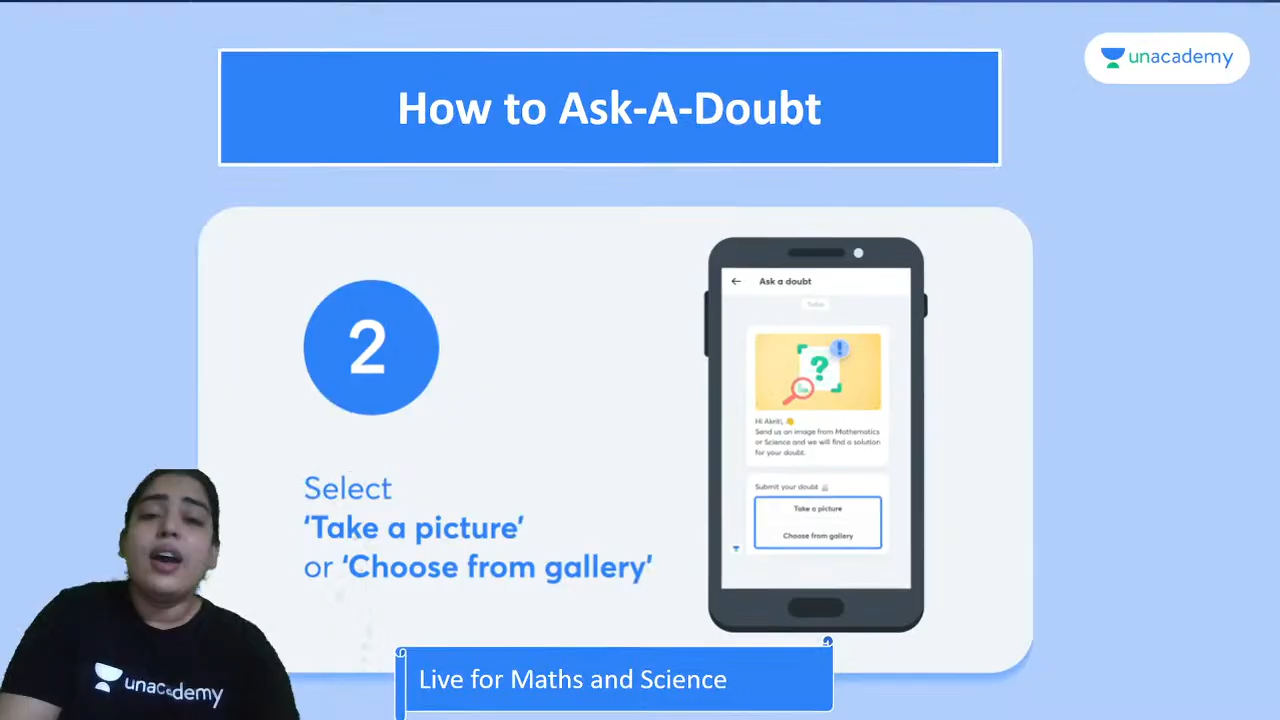 How to Ask-A-Doubt
unacademy
2
Select
‘Take a picture’
or ‘Choose from gallery’
Ask a doubt
Today
Hi Akriti,
Send us an image from Mathematics
or Science and we will find a solution
for your doubt.
Submit your doubt
Take a picture
Choose from gallery
unacademy
Live for Maths and Science